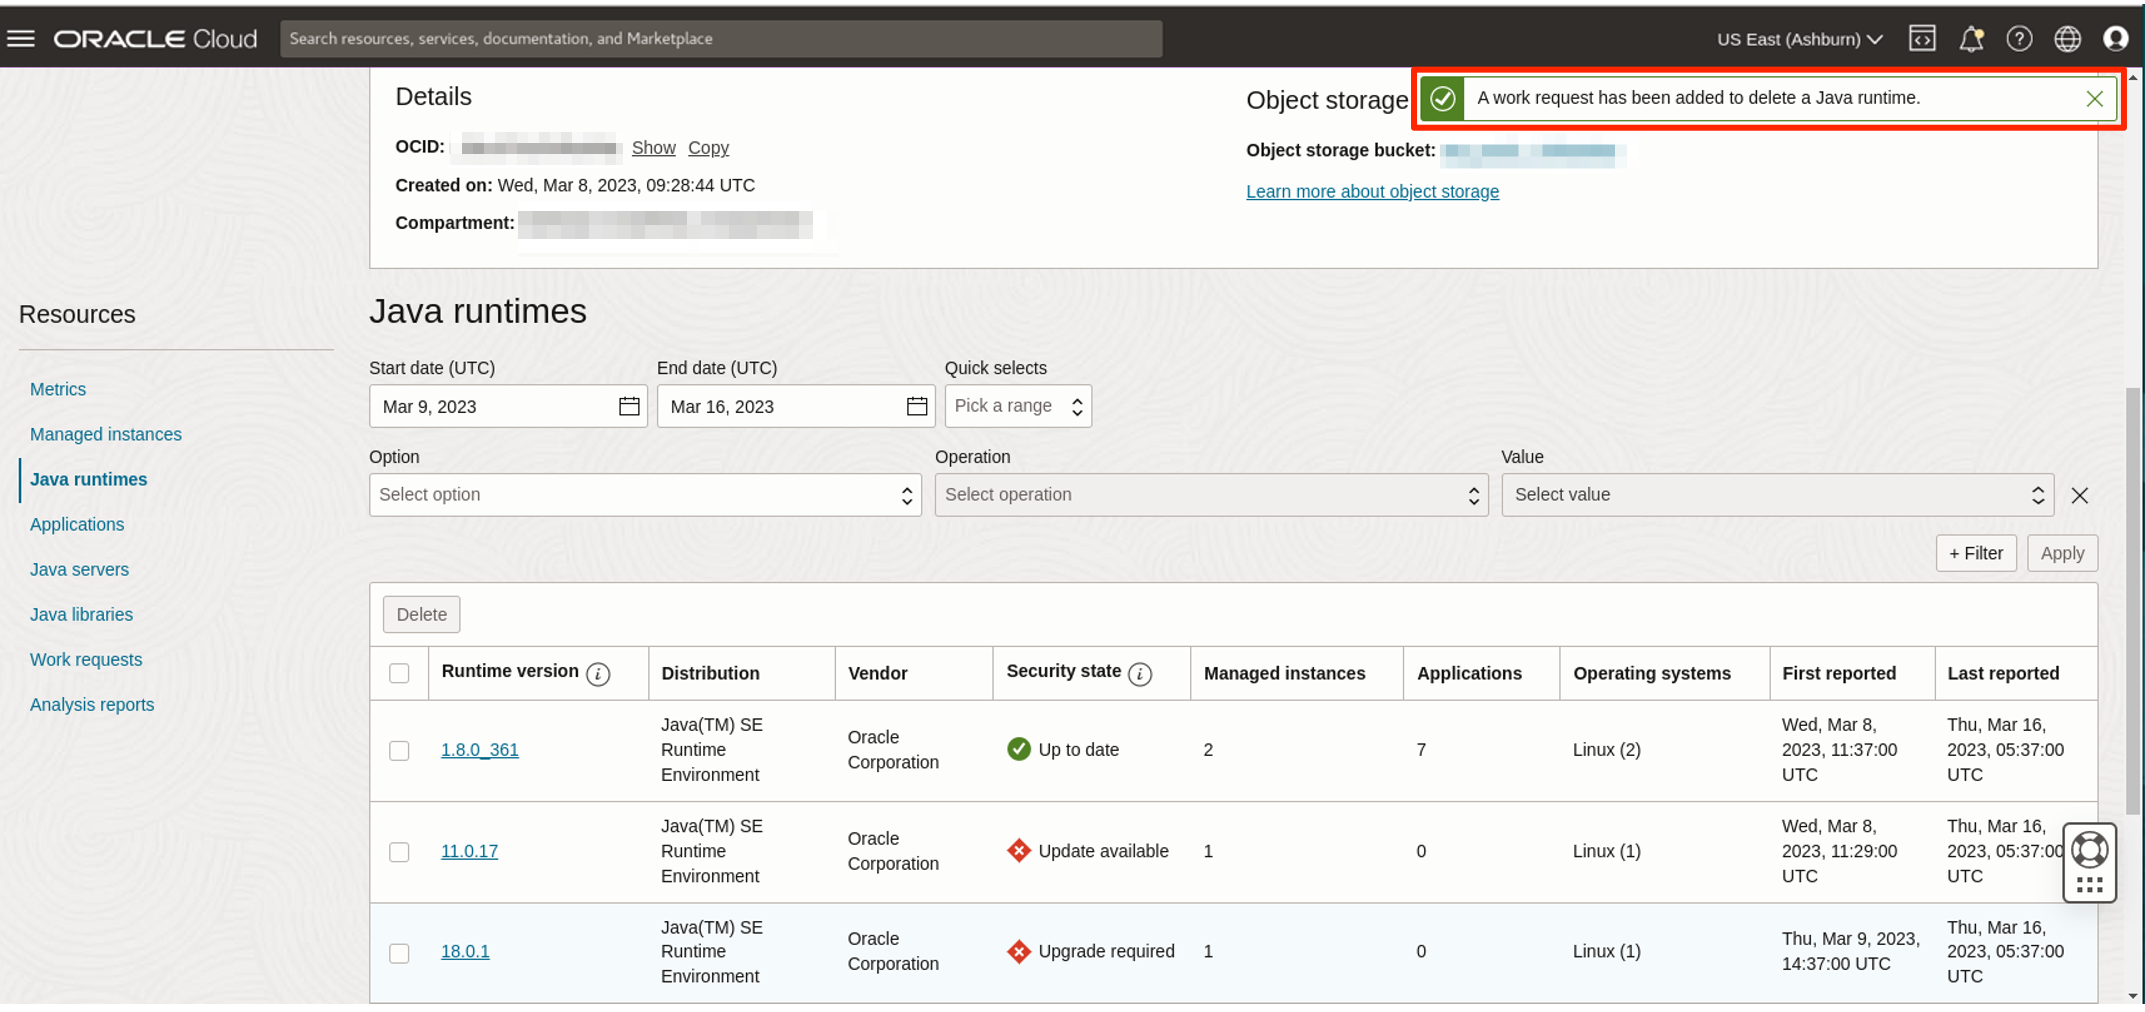 ORACLE Cloud
Search resources, services, documentation, and Marketplace
US East (Ashburn)
A work request has been added to delete a Java runtime.
Details
OCID: Show Copy
Created on: Wed, Mar 8, 2023, 09:28:44 UTC
Compartment:
Object storage
Object storage bucket:
Learn more about object storage
Resources
Metrics
Managed instances
Java runtimes
Applications
Java servers
Java libraries
Work requests
Analysis reports
Java runtimes
Start date (UTC) End date (UTC) Quick selects
Mar 9, 2023 Mar 16, 2023 Pick a range
Option Operation Value
Select option Select operation Select value
+ Filter Apply
Delete
Runtime version Distribution Vendor Security state Managed instances Applications Operating systems First reported Last reported
1.8.0_361
Java(TM) SE
Runtime
Environment
Oracle
Corporation
Up to date
2
7
Linux (2)
Wed, Mar 8,
2023, 11:37:00
UTC
Thu, Mar 16,
2023, 05:37:00
UTC
11.0.17
Java(TM) SE
Runtime
Environment
Oracle
Corporation
Update available
1
0
Linux (1)
Wed, Mar 8,
2023, 11:29:00
UTC
Thu, Mar 16,
2023, 05:37:00
UTC
18.0.1
Java(TM) SE
Runtime
Environment
Oracle
Corporation
Upgrade required
1
0
Linux (1)
Thu, Mar 9, 2023,
14:37:00 UTC
Thu, Mar 16,
2023, 05:37:00
UTC